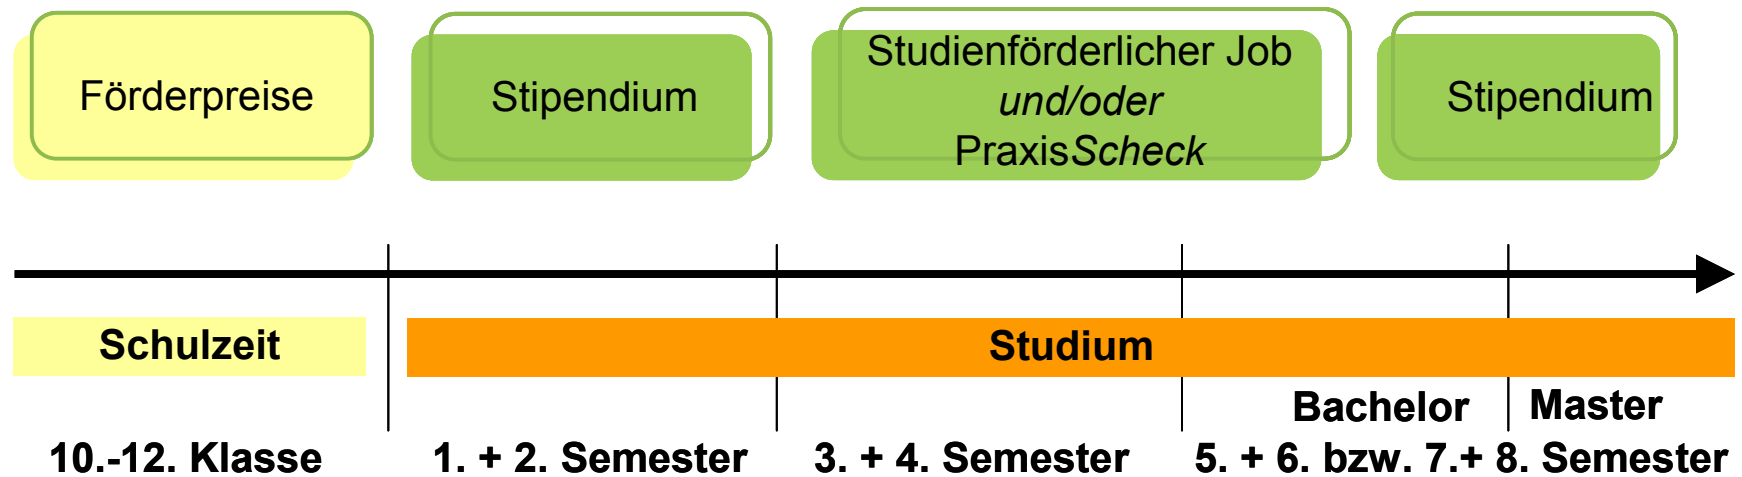 Förderpreise
Stipendium
Studienförderlicher Job
und/oder
PraxisScheck
Stipendium
Schulzeit
Studium
Bachelor
Master
10.-12. Klasse
1. + 2. Semester
3. + 4. Semester
5. + 6. bzw. 7.+ 8. Semester